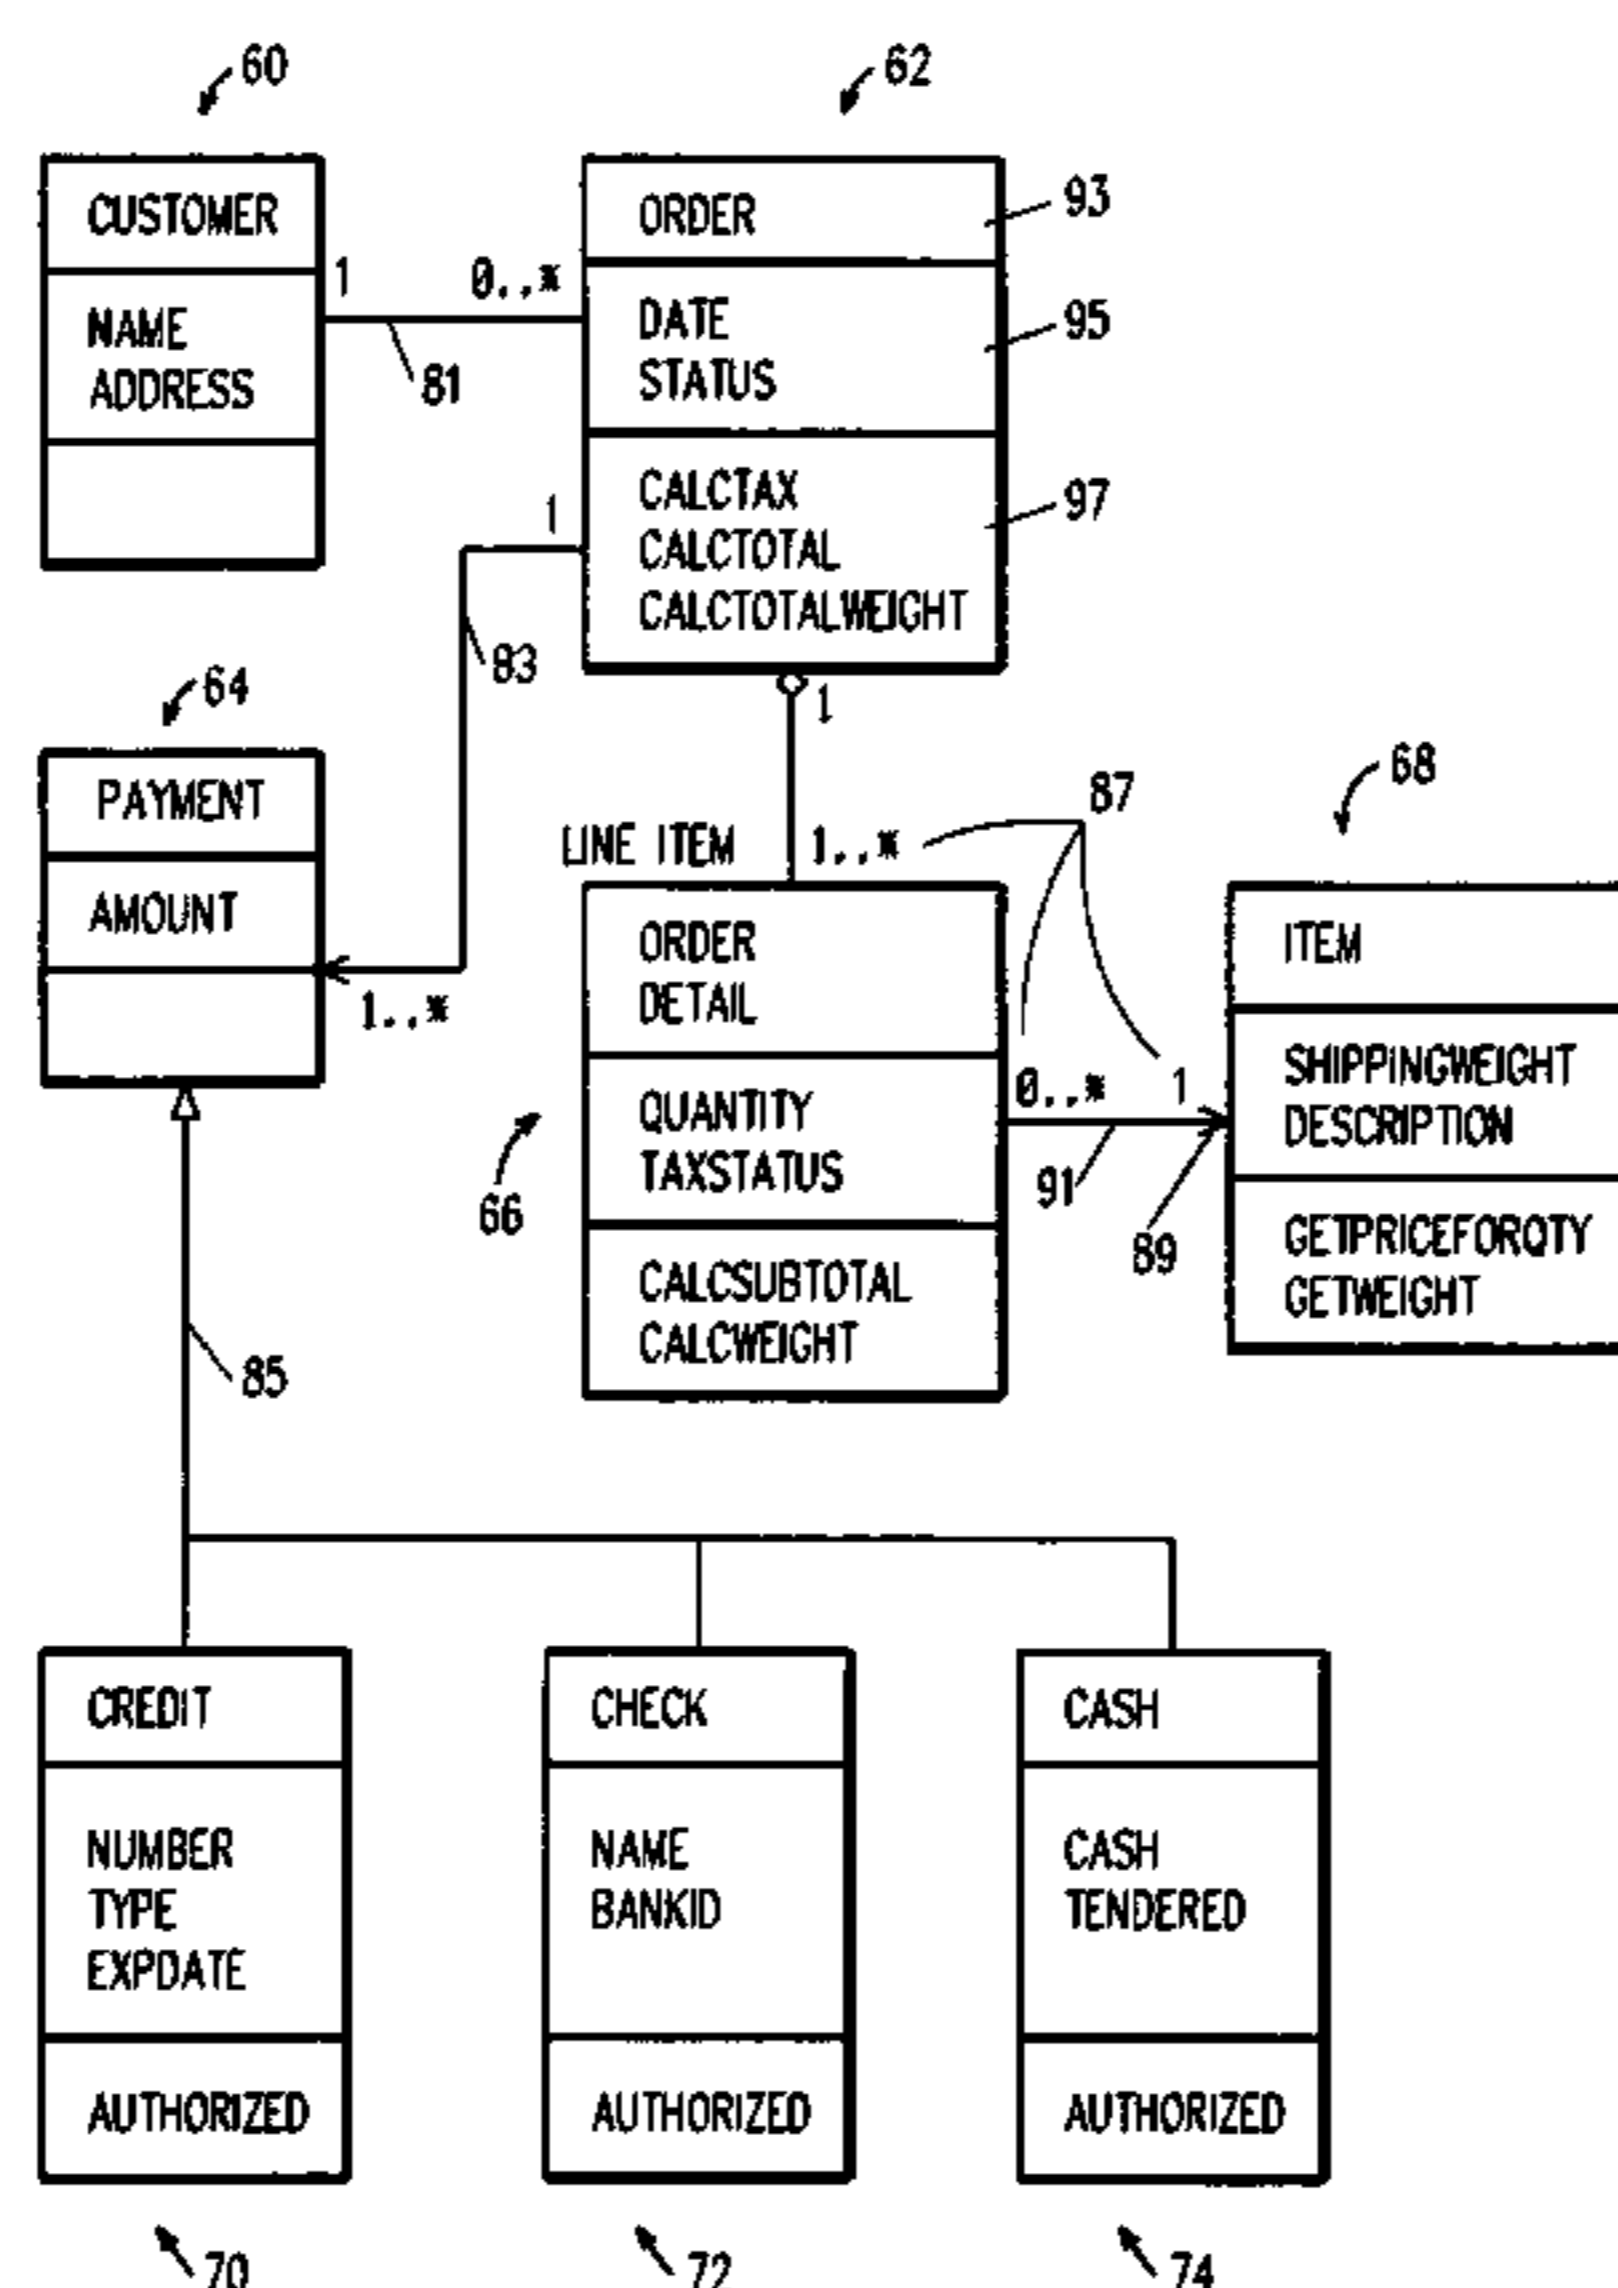 60
62
CUSTOMER
NAME
ADDRESS
1
0..*
81
ORDER
DATE
STATUS
CALCTAX
CALCTOTAL
CALCTOTALWEIGHT
93
95
97
1
83
64
PAYMENT
AMOUNT
1..*
1
LINE ITEM
1..*
87
68
ORDER
DETAIL
QUANTITY
TAXSTATUS
CALCSUBTOTAL
CALCWEIGHT
66
0..*
1
91
89
ITEM
SHIPPINGWEIGHT
DESCRIPTION
GETPRICEFORQTY
GETWEIGHT
85
CREDIT
NUMBER
TYPE
EXPDATE
AUTHORIZED
CHECK
NAME
BANKID
AUTHORIZED
CASH
CASH
TENDERED
AUTHORIZED
70
72
74